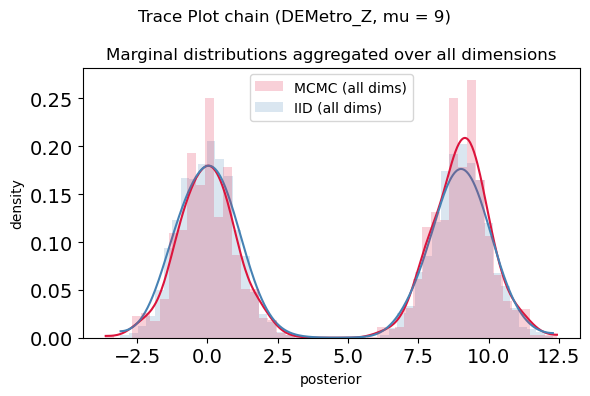 Trace Plot chain (DEMetro_Z, mu = 9)
Marginal distributions aggregated over all dimensions
MCMC (all dims)
IID (all dims)
density
0.25
0.20
0.15
0.10
0.05
0.00
−2.5 0.0 2.5 5.0 7.5 10.0 12.5
posterior